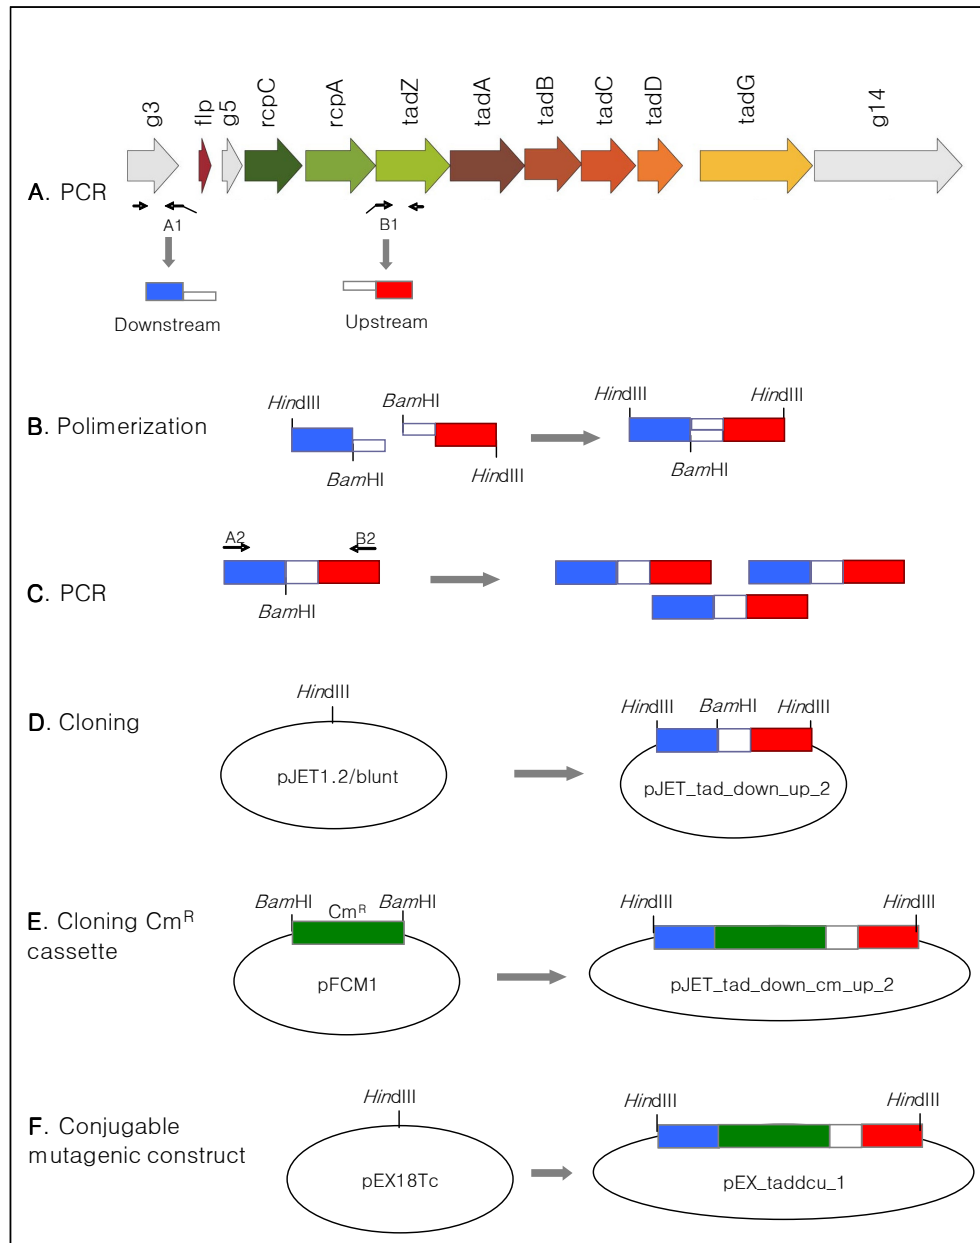 g3 flp g5 rcpC rcpA tadZ tadA tadB tadC tadD tadG g14
A. PCR
A1 B1
Downstream Upstream
HindIII BamHI HindIII HindIII
B. Polimerization
BamHI HindIII BamHI
A2 B2
C. PCR
BamHI
HindIII HindIII BamHI HindIII
D. Cloning
pJET1.2/blunt pJET_tad_down_up_2
BamHI CmR BamHI HindIII HindIII
E. Cloning CmR
cassette
pFCM1 pJET_tad_down_cm_up_2
HindIII HindIII HindIII
F. Conjugable
mutagenic construct
pEX18Tc pEX_taddcu_1